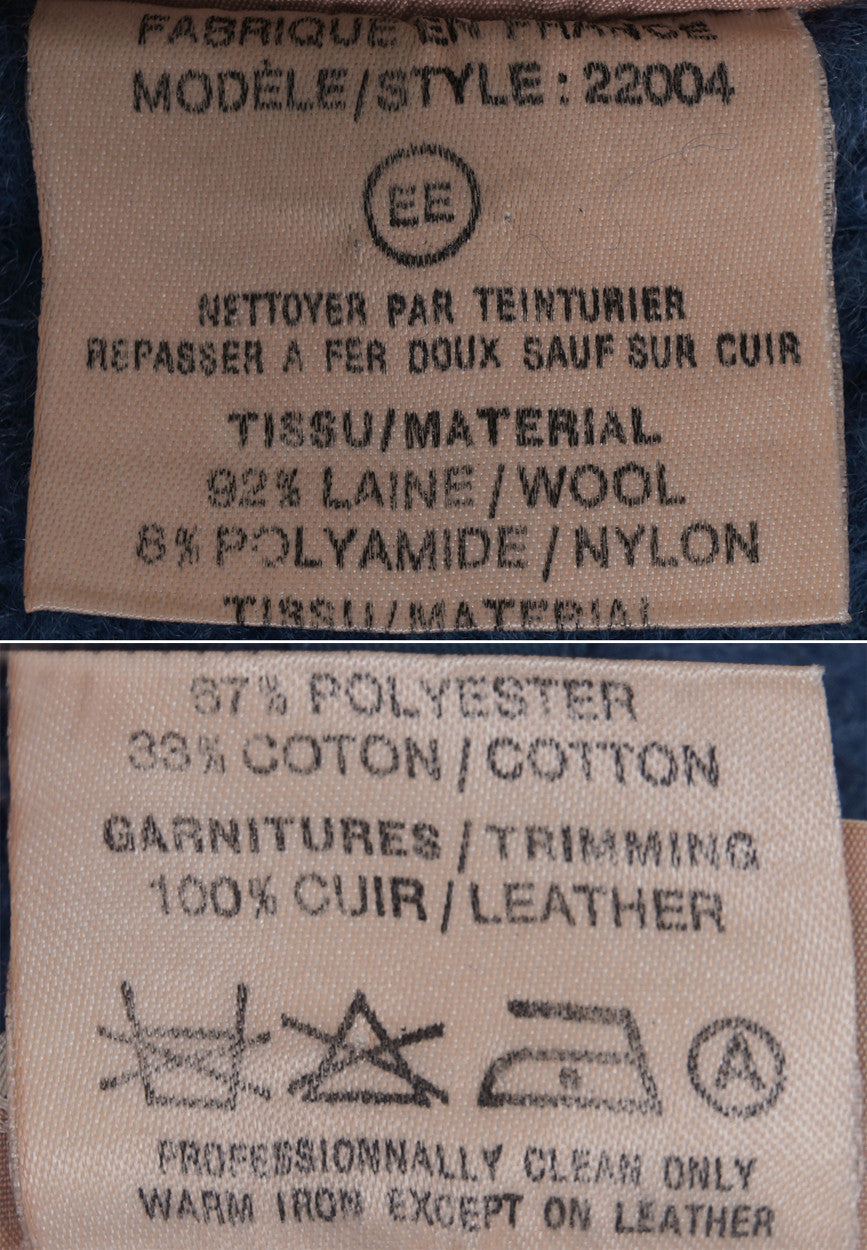 FABRIQUE EN FRANCE
MODÈLE/STYLE : 22004
EE
NETTOYER PAR TEINTURIER
REPASSER A FER DOUX SAUF SUR CUIR
TISSU/MATERIAL
92% LAINE / WOOL
8% POLYAMIDE / NYLON
TISSU/MATERIAL
67% POLYESTER
33% COTON / COTTON
GARNITURES / TRIMMING
100% CUIR / LEATHER
A
PROFESSIONNALLY CLEAN ONLY
WARM IRON EXCEPT ON LEATHER